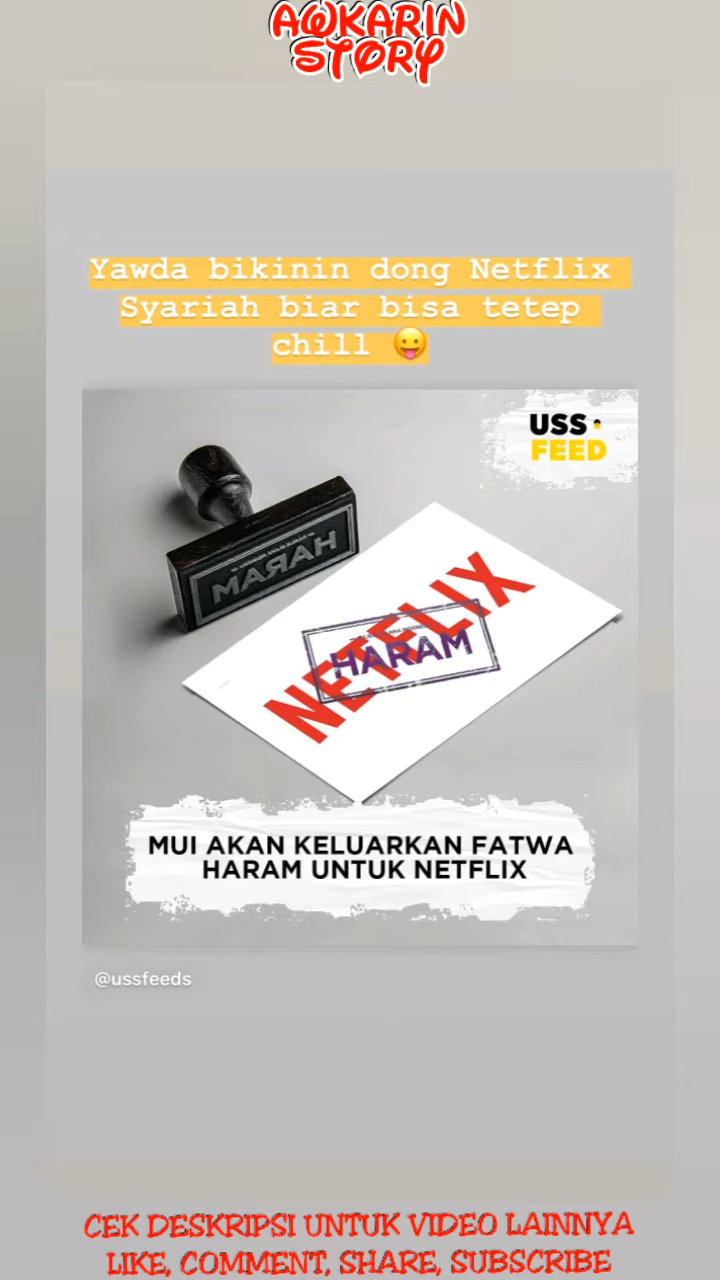 AWKARIN
STORY
Yawda bikinin dong Netflix
Syariah biar bisa tetep
chill 😛
USS
FEED
HARAM
NETFLIX
HARAM
MUI AKAN KELUARKAN FATWA
HARAM UNTUK NETFLIX
@ussfeeds
CEK DESKRIPSI UNTUK VIDEO LAINNYA
LIKE, COMMENT, SHARE, SUBSCRIBE